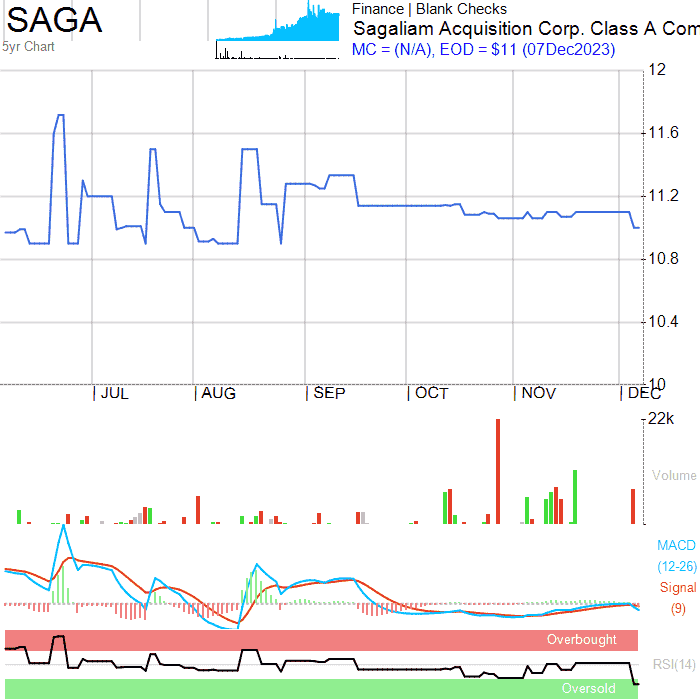 SAGA
5yr Chart
Finance | Blank Checks
Sagaliam Acquisition Corp. Class A Com
MC = (N/A), EOD = $11 (07Dec2023)
12
11.6
11.2
10.8
10.4
10
JUL AUG SEP OCT NOV DEC
22k
Volume
MACD
(12-26)
Signal
(9)
Overbought
RSI(14)
Oversold